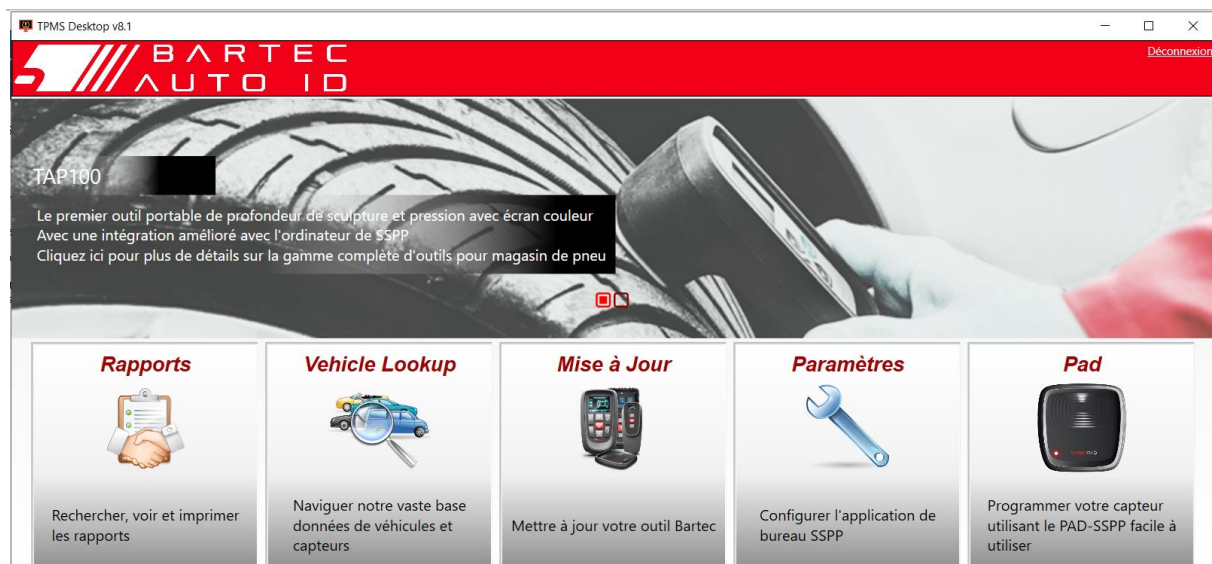 TPMS Desktop v8.1
BARTEC
AUTO ID
Déconnexion
TAP100
Le premier outil portable de profondeur de sculpture et pression avec écran couleur
Avec une intégration amélioré avec l'ordinateur de SSPP
Cliquez ici pour plus de détails sur la gamme complète d'outils pour magasin de pneu
Rapports
Rechercher, voir et imprimer
les rapports
Vehicle Lookup
Naviguer notre vaste base
données de véhicules et
capteurs
Mise à Jour
Mettre à jour votre outil Bartec
Paramètres
Configurer l'application de
bureau SSPP
Pad
Programmer votre capteur
utilisant le PAD-SSPP facile à
utiliser